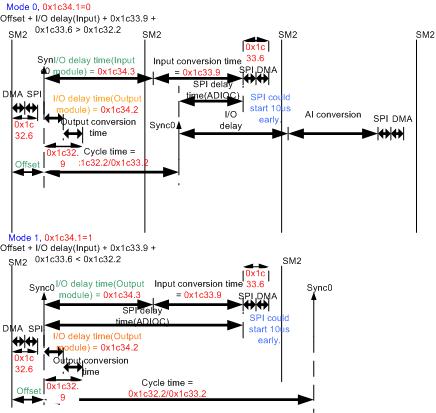 Mode 0, 0x1c34.1=0
Offset + I/O delay(Input) + 0x1c33.9 +
0x1c33.6 > 0x1c32.2
SM2
SM2
SM2
0x1c
33.6
I/O delay time(Input
module) = 0x1c34.3
Input conversion time
= 0x1c33.9
SPI DMA
DMA SPI
0x1c
32.6
I/O delay time(Output
module) = 0x1c34.2
SPI delay
time(ADIOC)
SPI could
start 10us
early.
Output conversion
time
Sync0
I/O
delay
AI conversion
SPI DMA
0x1c32.
9
Cycle time =
:1c32.2/0x1c33.2
Offset
Mode 1, 0x1c34.1=1
Offset + I/O delay time(Input) + 0x1c33.9 +
0x1c33.6 < 0x1c32.2
SM2
SM2
0x1c
33.6
Sync0
I/O delay time(Output
module) = 0x1c34.3
Input conversion time
= 0x1c33.9
SPI DMA
Sync0
DMA SPI
0x1c
32.6
SPI delay
time(ADIOC)
SPI could
start 10us
early.
I/O delay time(Output
module) = 0x1c34.2
Output conversion
time
0x1c32.
9
Cycle time =
0x1c32.2/0x1c33.2
Offset